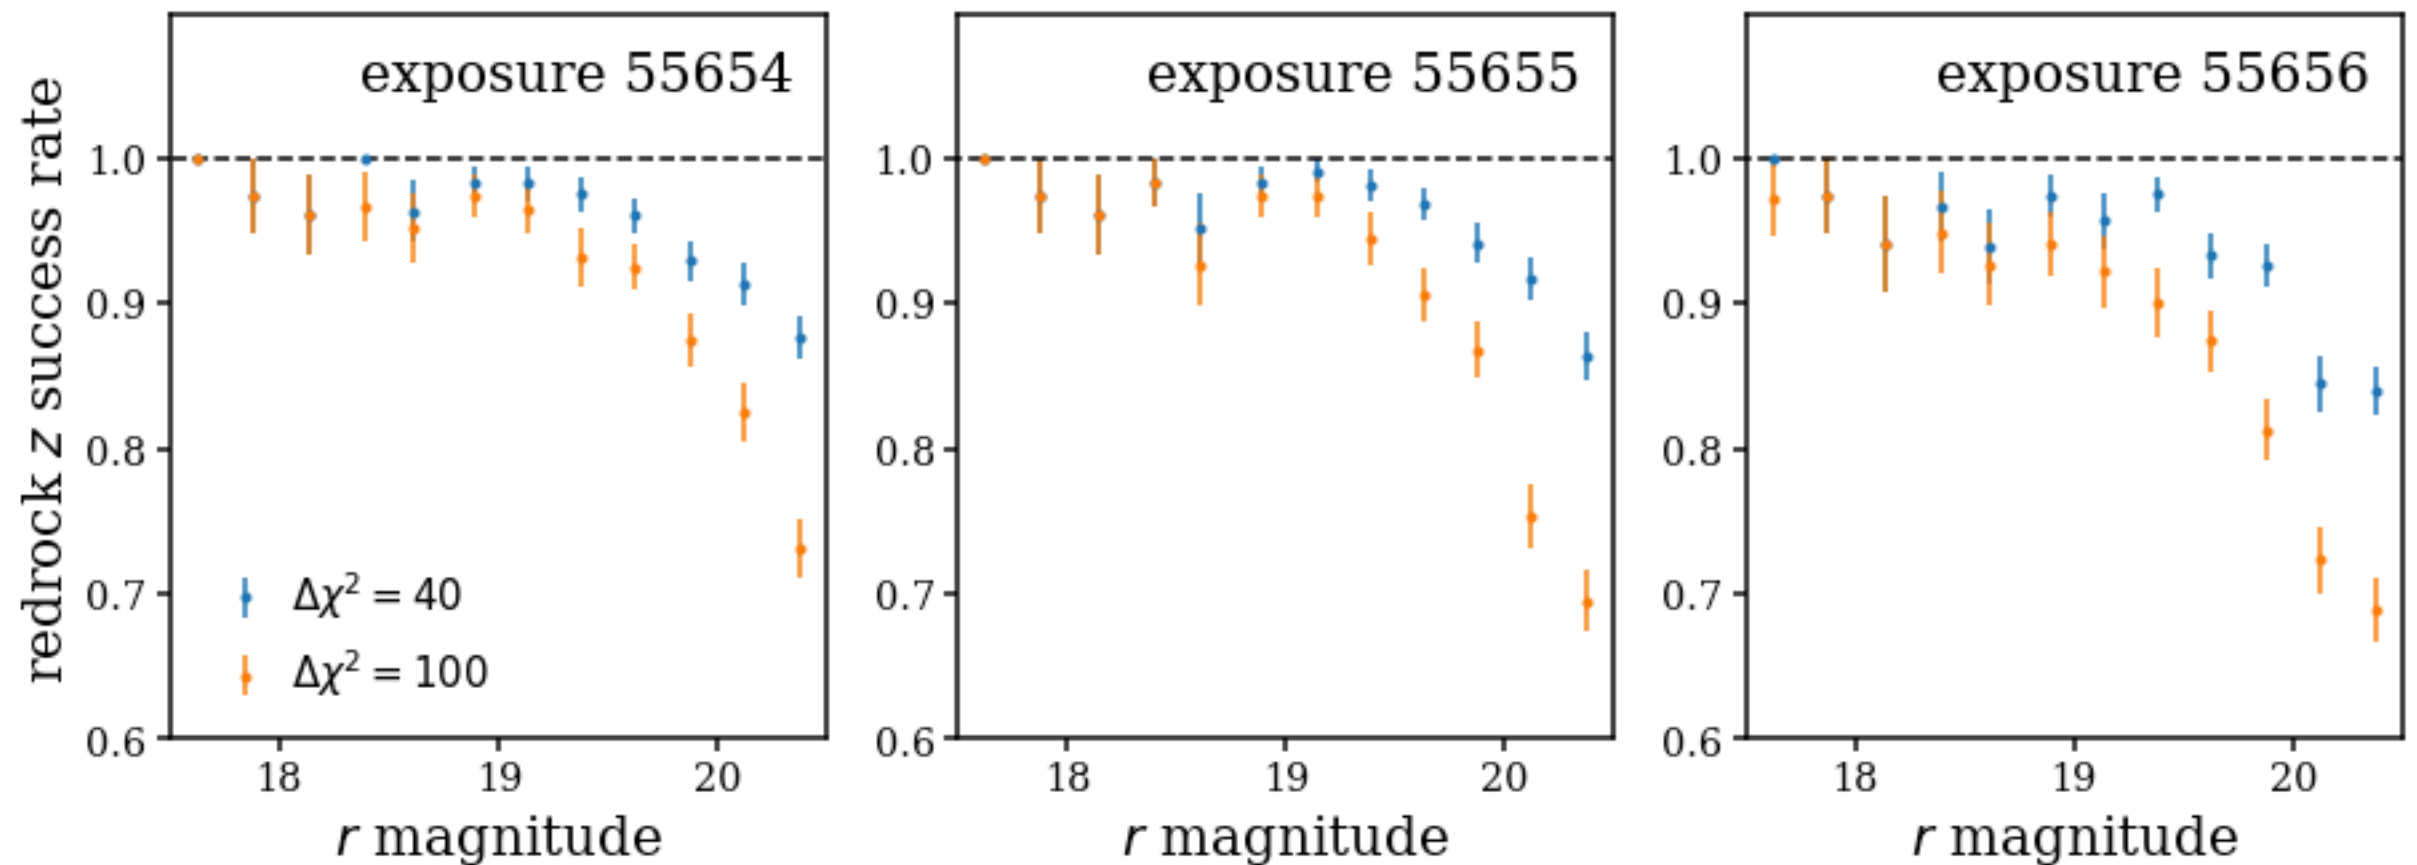 redrock z success rate
exposure 55654
1.0
0.9
0.8
0.7
0.6
Δχ² = 40
Δχ² = 100
18 19 20
r magnitude
exposure 55655
1.0
0.9
0.8
0.7
0.6
18 19 20
r magnitude
exposure 55656
1.0
0.9
0.8
0.7
0.6
18 19 20
r magnitude